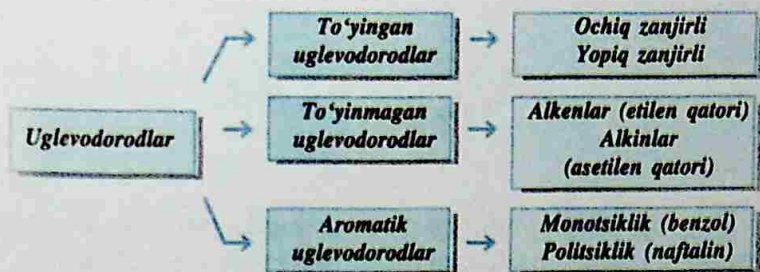 Uglevodorodlar
To‘yingan
uglevodorodlar
Ochiq zanjirli
Yopiq zanjirli
To‘yinmagan
uglevodorodlar
Alkenlar (etilen qatori)
Alkinlar
(asetilen qatori)
Aromatik
uglevodorodlar
Monotsiklik (benzol)
Politsiklik (naftalin)